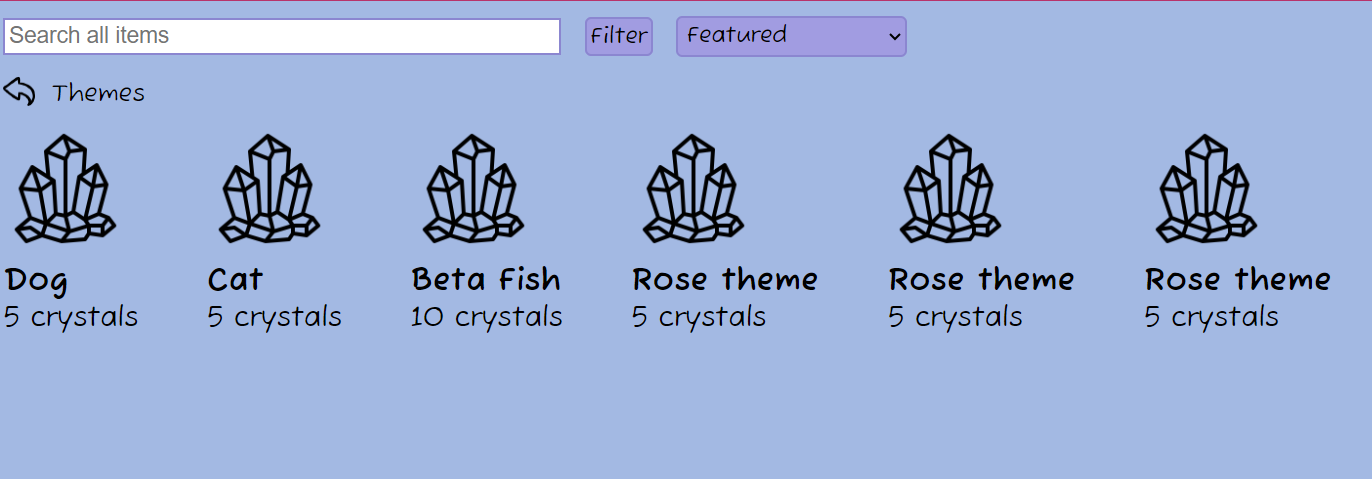 Search all items
Filter
Featured
Themes
Dog
5 crystals
Cat
5 crystals
Beta Fish
10 crystals
Rose theme
5 crystals
Rose theme
5 crystals
Rose theme
5 crystals